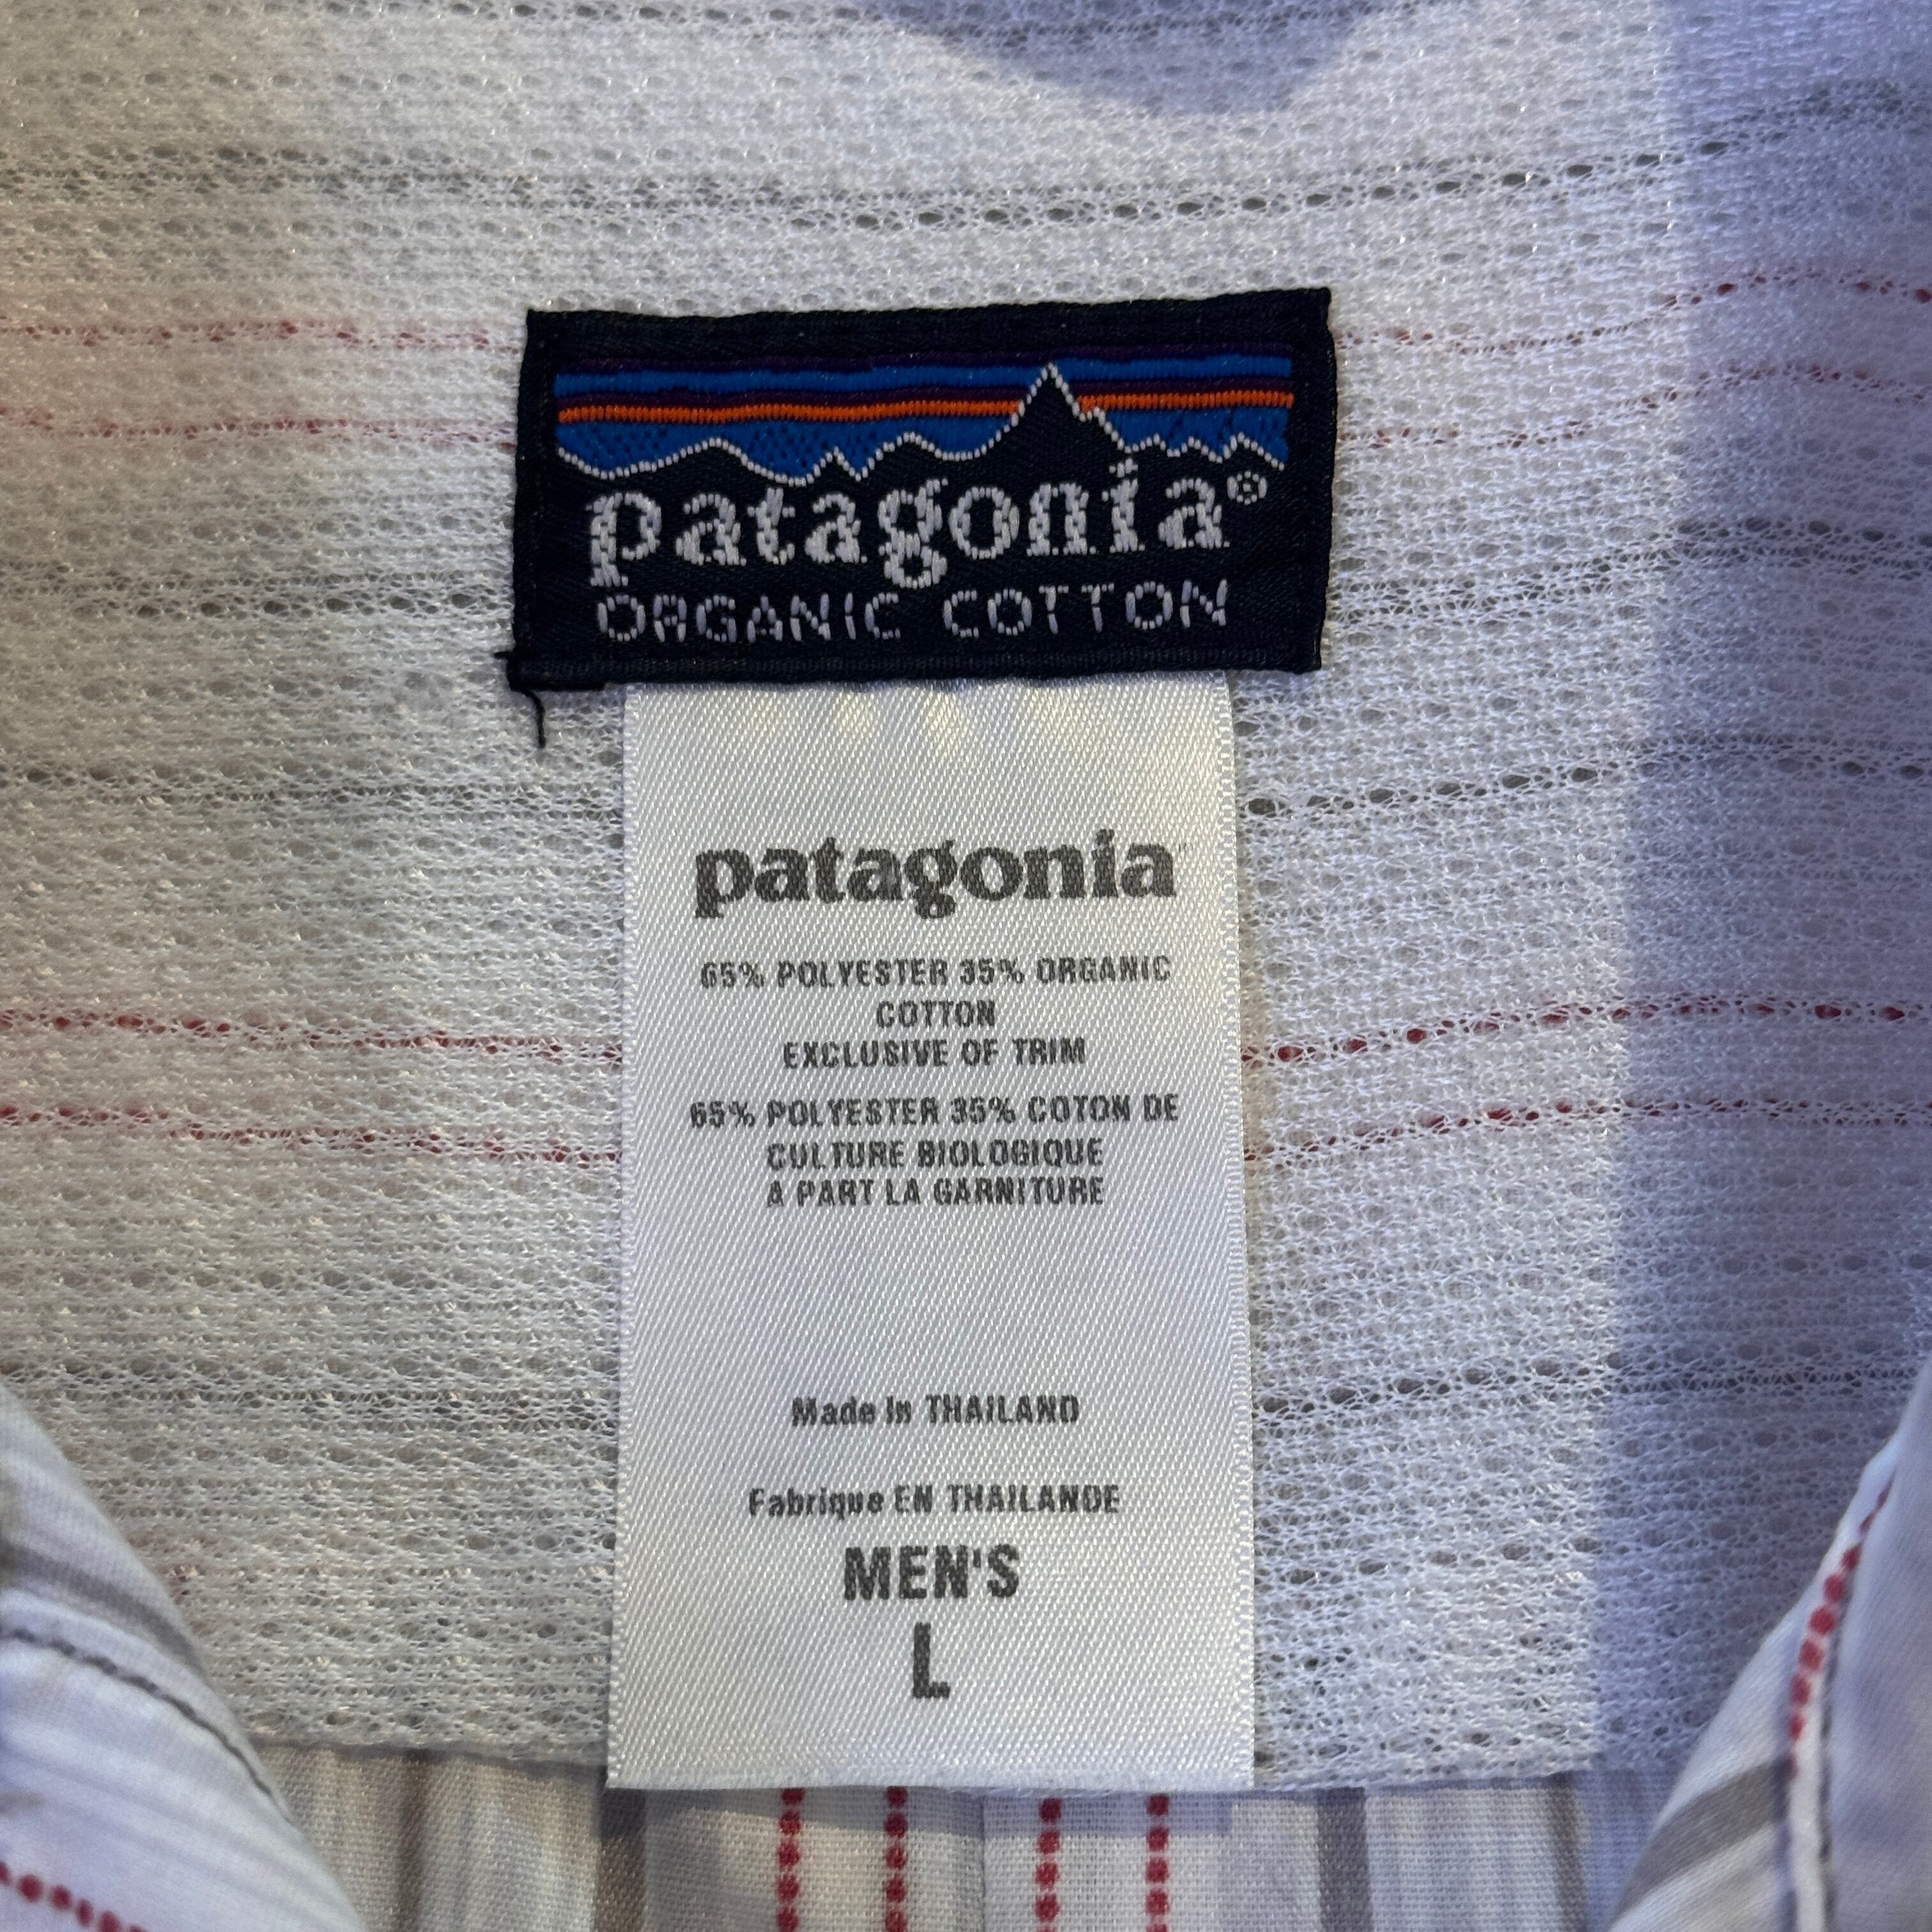 patagonia®
ORGANIC COTTON
patagonia
65% POLYESTER 35% ORGANIC
COTTON
EXCLUSIVE OF TRIM
65% POLYESTER 35% COTON DE
CULTURE BIOLOGIQUE
A PART LA GARNITURE
Made In THAILAND
Fabrique EN THAILANDE
MEN'S
L